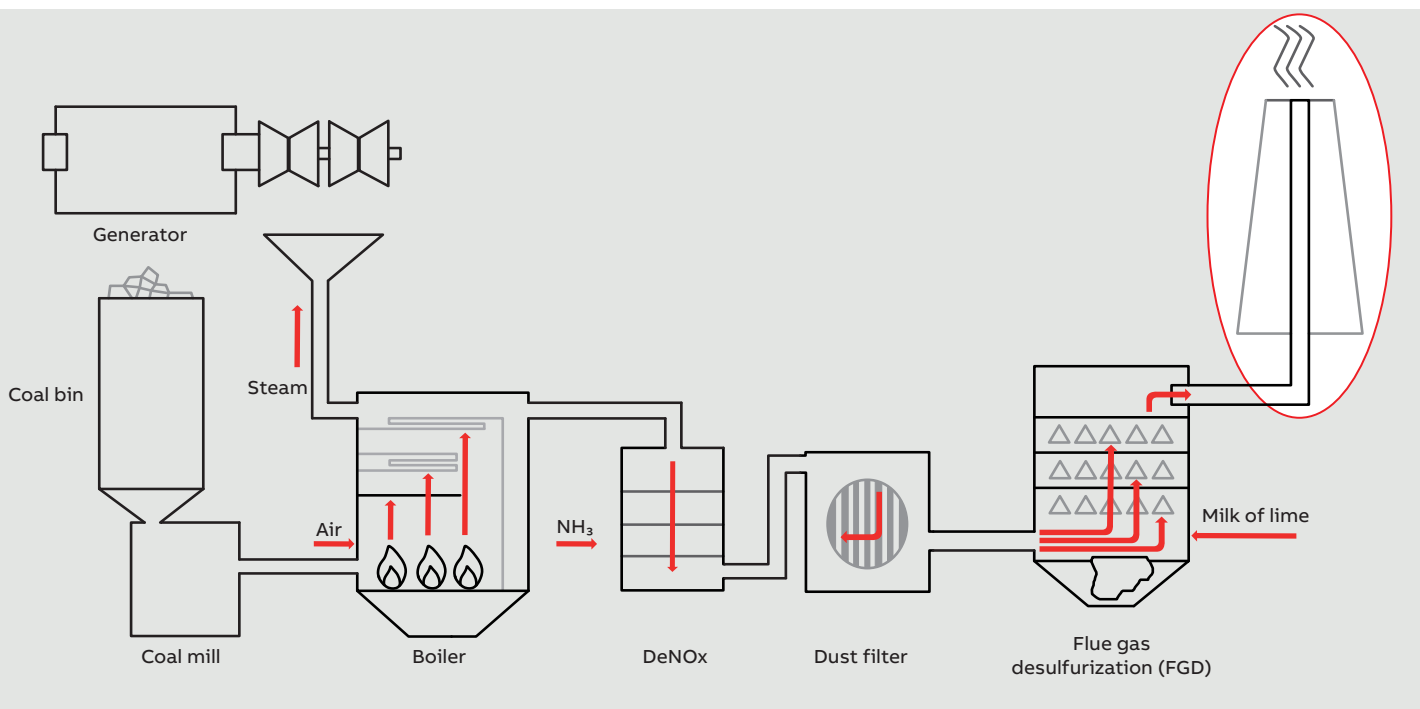 Generator
Coal bin
Steam
Air
NH₃
Milk of lime
Coal mill
Boiler
DeNOx
Dust filter
Flue gas
desulfurization (FGD)